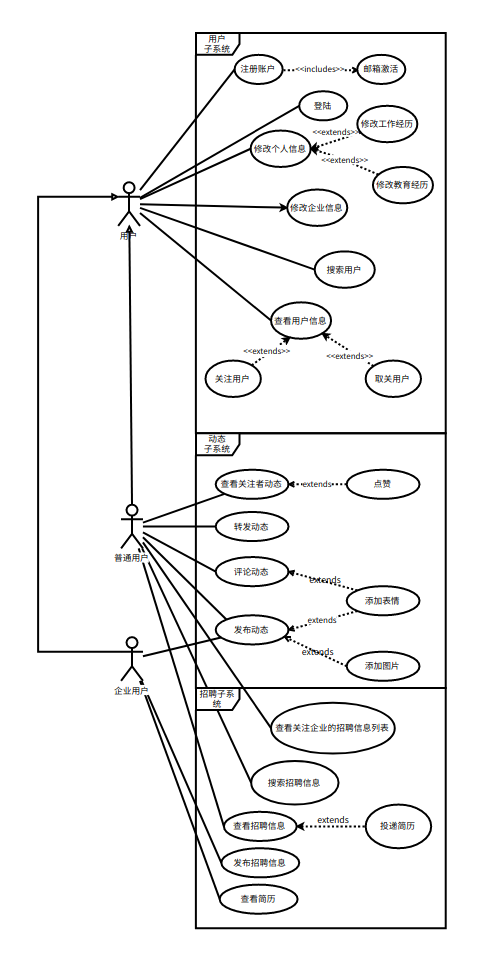 用户
子系统
注册账户
<<includes>>
邮箱激活
登陆
修改工作经历
<<extends>>
修改个人信息
<<extends>>
修改教育经历
用户
修改企业信息
搜索用户
查看用户信息
<<extends>>
<<extends>>
关注用户
取关用户
动态
子系统
查看关注者动态
extends
点赞
转发动态
普通用户
评论动态
extends
添加表情
extends
发布动态
extends
添加图片
企业用户
招聘子系
统
查看关注企业的招聘信息列表
搜索招聘信息
查看招聘信息
extends
投递简历
发布招聘信息
查看简历